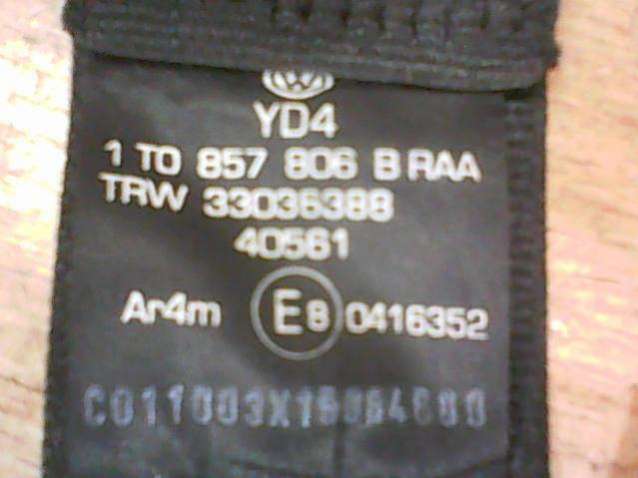 YD4
1 T0 857 806 B RAA
TRW 33036388
40561
Ar4m E8 0416352